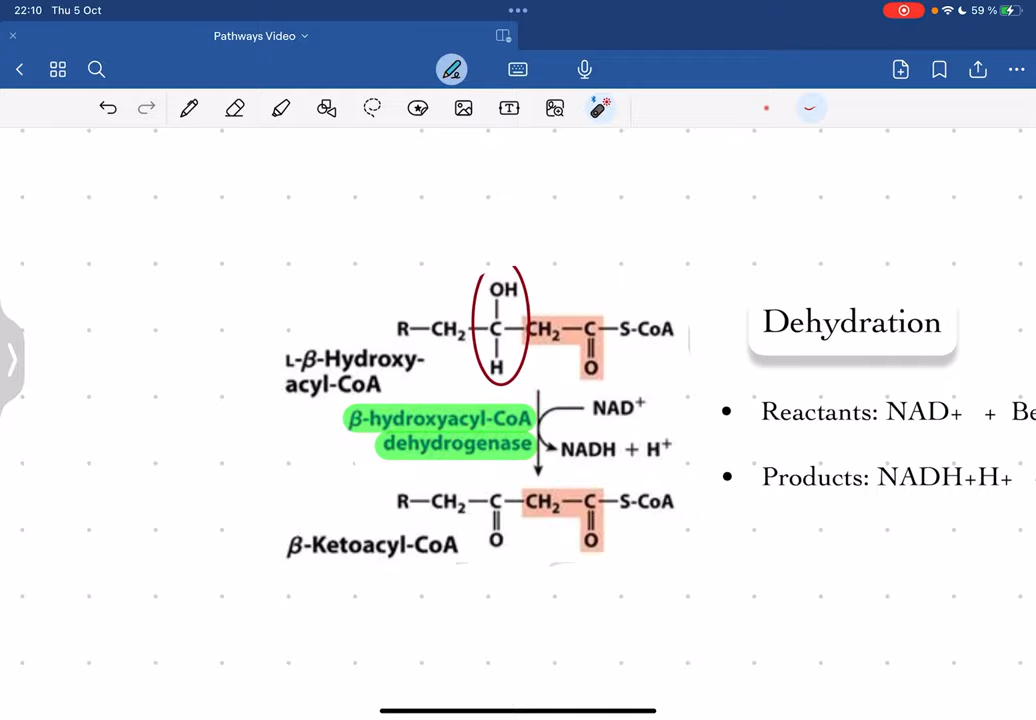 22:10 Thu 5 Oct
59 %
Pathways Video
OH
R—CH₂—C—CH₂—C—S-CoA
H
O
L-β-Hydroxy-
acyl-CoA
β-hydroxyacyl-CoA
dehydrogenase
NAD⁺
NADH + H⁺
R—CH₂—C—CH₂—C—S-CoA
O
O
β-Ketoacyl-CoA
Dehydration
• Reactants: NAD+ + Be
• Products: NADH+H+